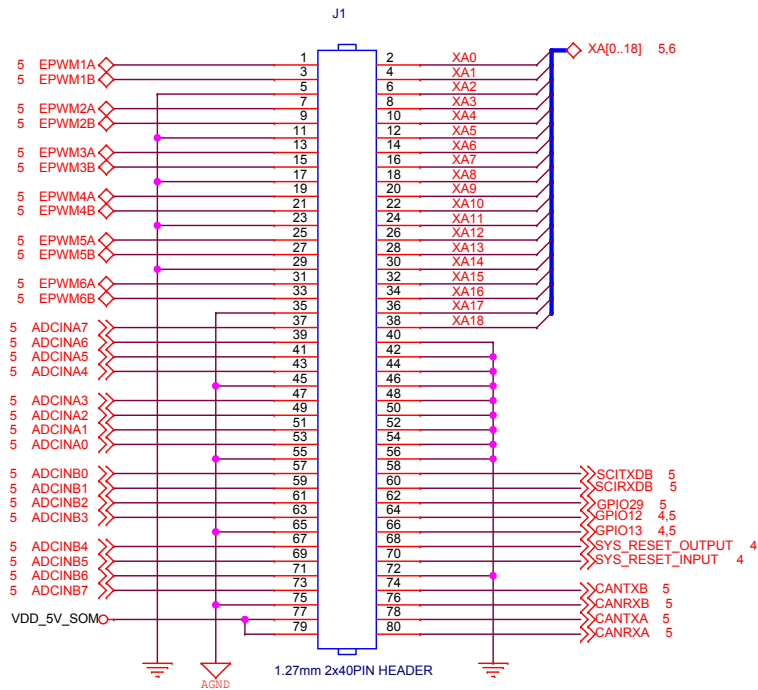 J1
5 EPWM1A 1 2 XA0 XA[0..18] 5,6
5 EPWM1B 3 4 XA1
5 6 XA2
5 EPWM2A 7 8 XA3
5 EPWM2B 9 10 XA4
11 12 XA5
5 EPWM3A 13 14 XA6
5 EPWM3B 15 16 XA7
17 18 XA8
5 EPWM4A 19 20 XA9
5 EPWM4B 21 22 XA10
23 24 XA11
5 EPWM5A 25 26 XA12
5 EPWM5B 27 28 XA13
29 30 XA14
5 EPWM6A 31 32 XA15
5 EPWM6B 33 34 XA16
35 36 XA17
5 ADCINA7 37 38 XA18
5 ADCINA6 39 40
5 ADCINA5 41 42
5 ADCINA4 43 44
45 46
5 ADCINA3 47 48
5 ADCINA2 49 50
5 ADCINA1 51 52
5 ADCINA0 53 54
55 56
5 ADCINB0 57 58 SCITXDB 5
5 ADCINB1 59 60 SCIRXDB 5
5 ADCINB2 61 62 GPIO29 5
5 ADCINB3 63 64 GPIO12 4,5
65 66 GPIO13 4,5
5 ADCINB4 67 68 SYS_RESET_OUTPUT 4
5 ADCINB5 69 70 SYS_RESET_INPUT 4
5 ADCINB6 71 72
5 ADCINB7 73 74 CANTXB 5
75 76 CANRXB 5
VDD_5V_SOM 77 78 CANTXA 5
79 80 CANRXA 5
1.27mm 2x40PIN HEADER
AGND